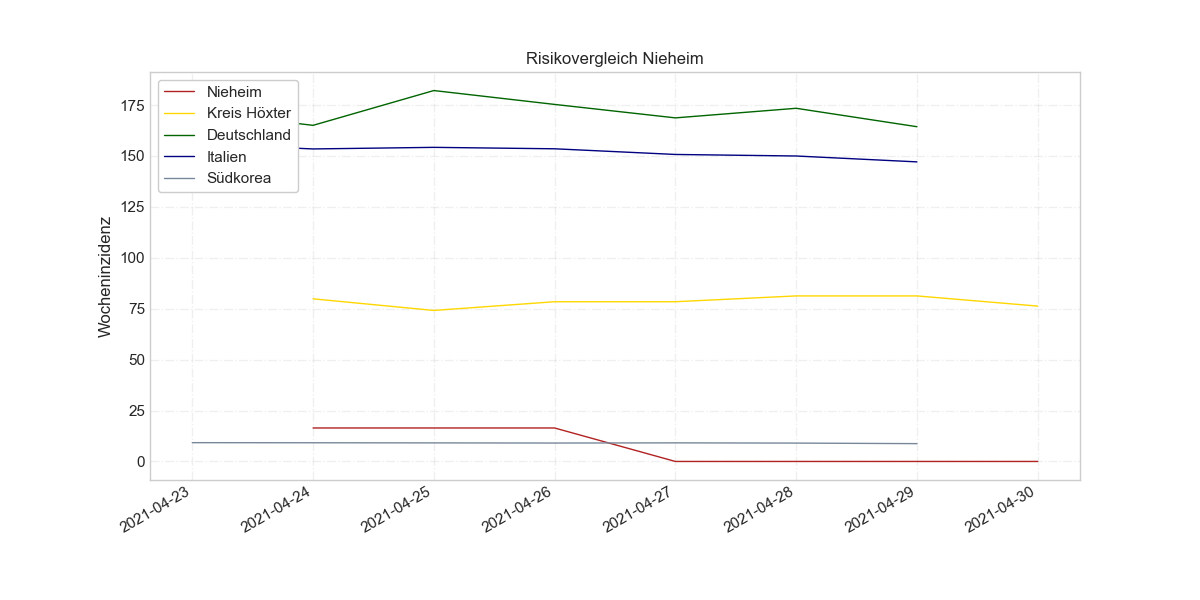 Risikovergleich Nieheim
Nieheim
Kreis Höxter
Deutschland
Italien
Südkorea
Wocheninzidenz
175
150
125
100
75
50
25
0
2021-04-23
2021-04-24
2021-04-25
2021-04-26
2021-04-27
2021-04-28
2021-04-29
2021-04-30